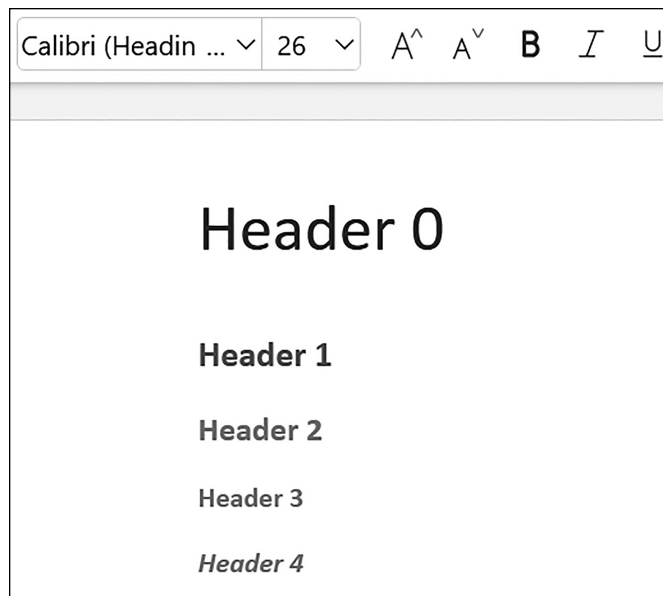 Calibri (Headin ... 26 A A B I U
Header 0
Header 1
Header 2
Header 3
Header 4